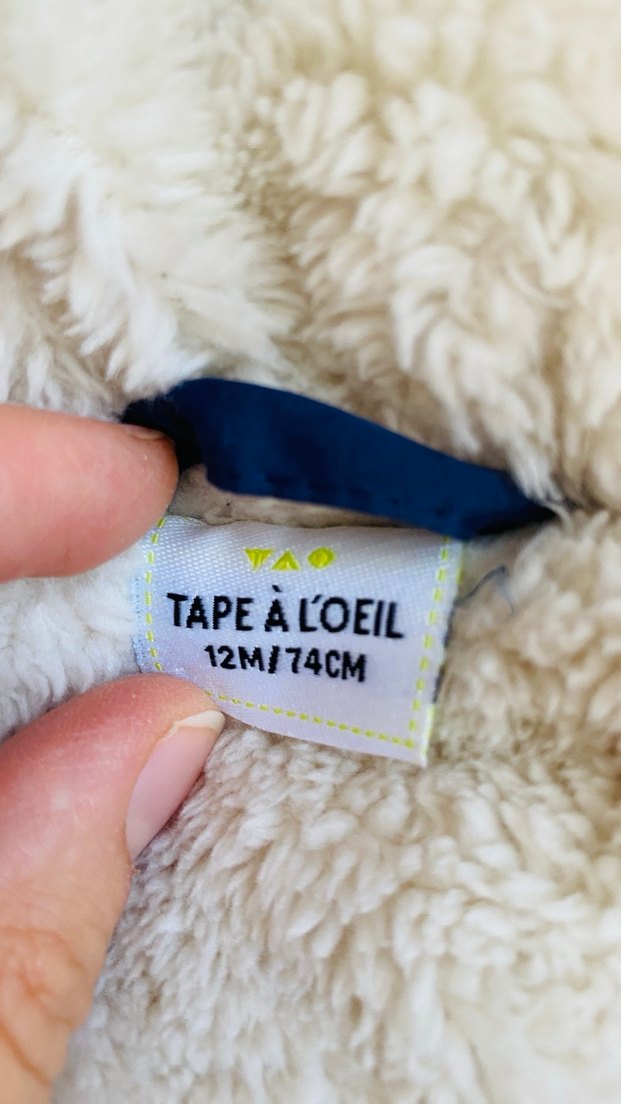 TAO
TAPE À L'OEIL
12M/74CM